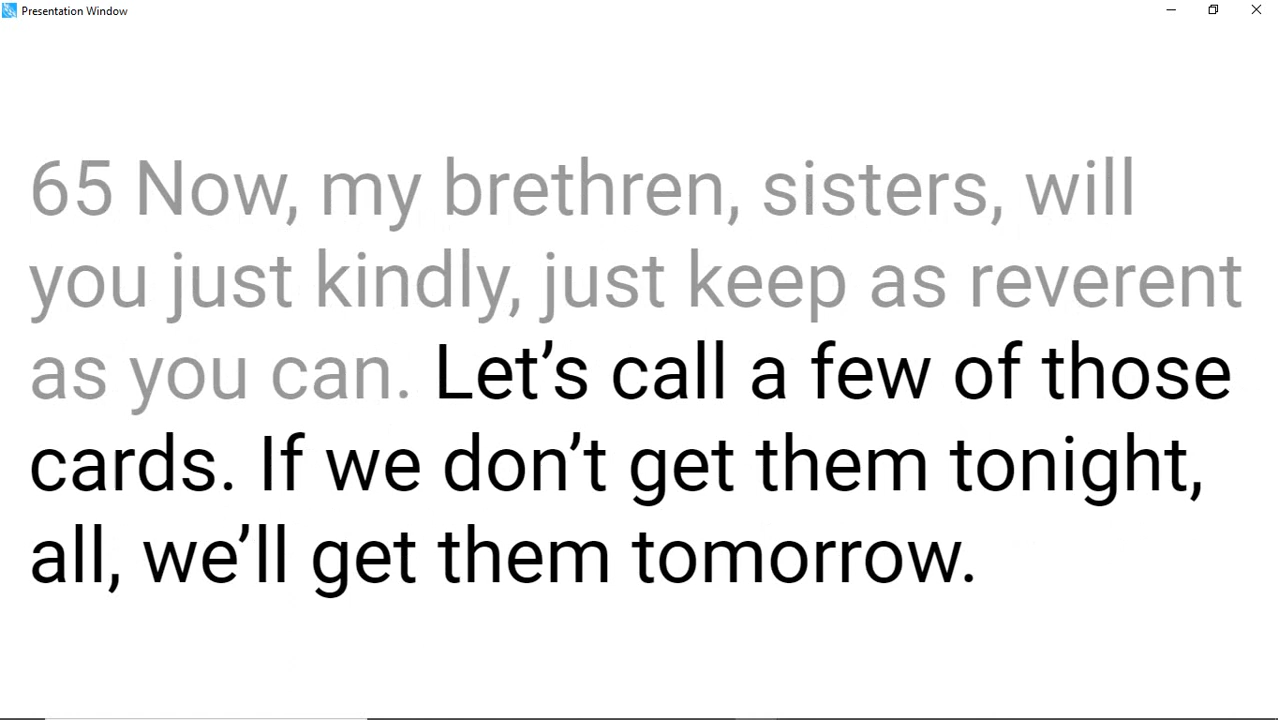 Presentation Window
65 Now, my brethren, sisters, will
you just kindly, just keep as reverent
as you can. Let’s call a few of those
cards. If we don’t get them tonight,
all, we’ll get them tomorrow.